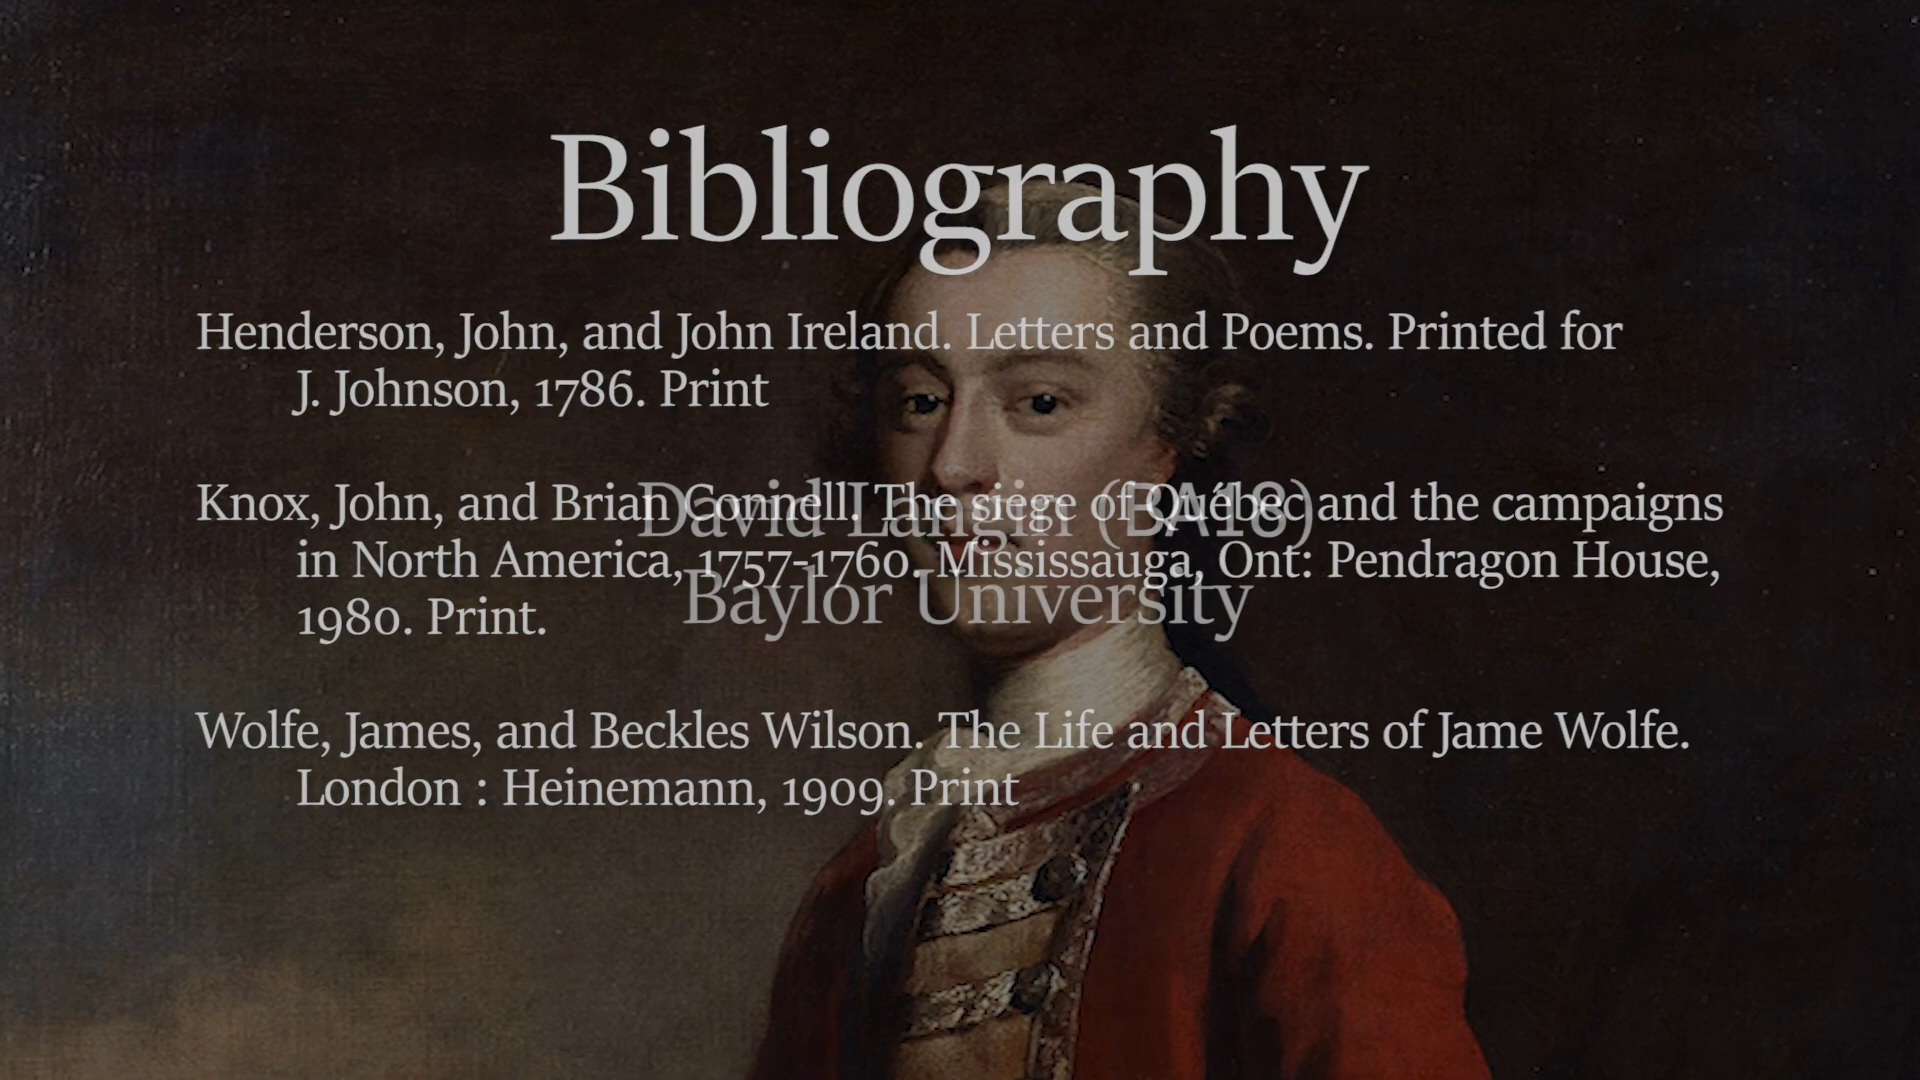 Bibliography
Henderson, John, and John Ireland. Letters and Poems. Printed for
J. Johnson, 1786. Print
Knox, John, and Brian Connell. The siege of Québec and the campaigns
in North America, 1757-1760. Mississauga, Ont: Pendragon House,
1980. Print.
David (BA18)
Baylor University
Wolfe, James, and Beckles Wilson. The Life and Letters of Jame Wolfe.
London : Heinemann, 1909. Print